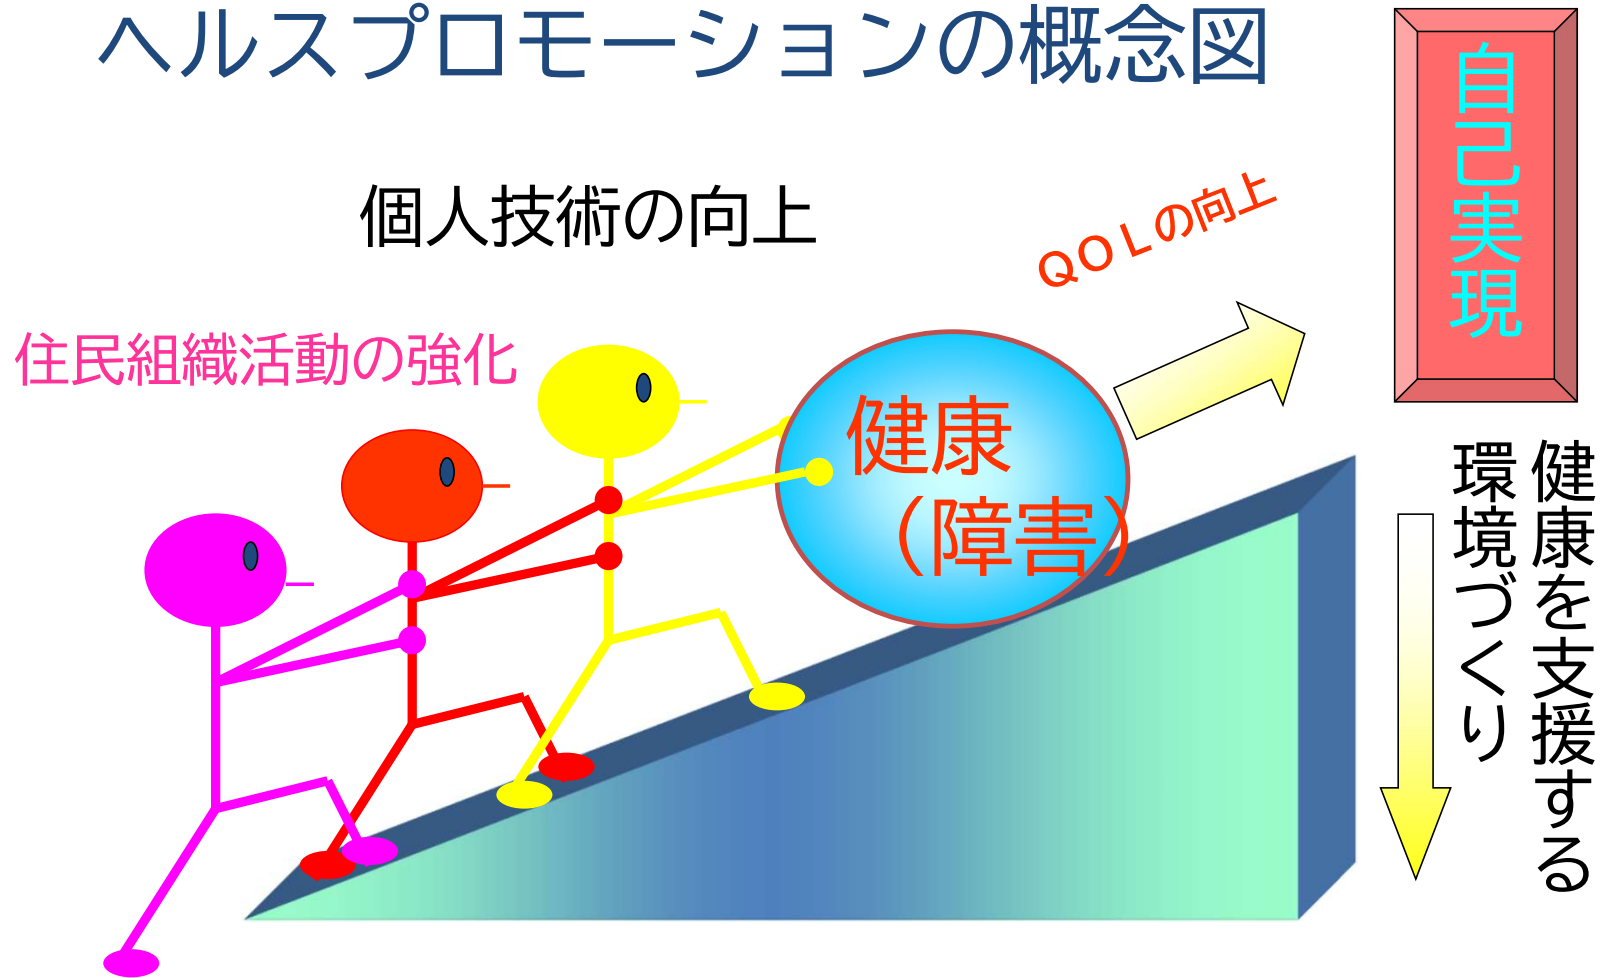 ヘルスプロモーションの概念図
自己実現
個人技術の向上
ＱＯＬの向上
住民組織活動の強化
健康
（障害）
健康を支援する
環境づくり